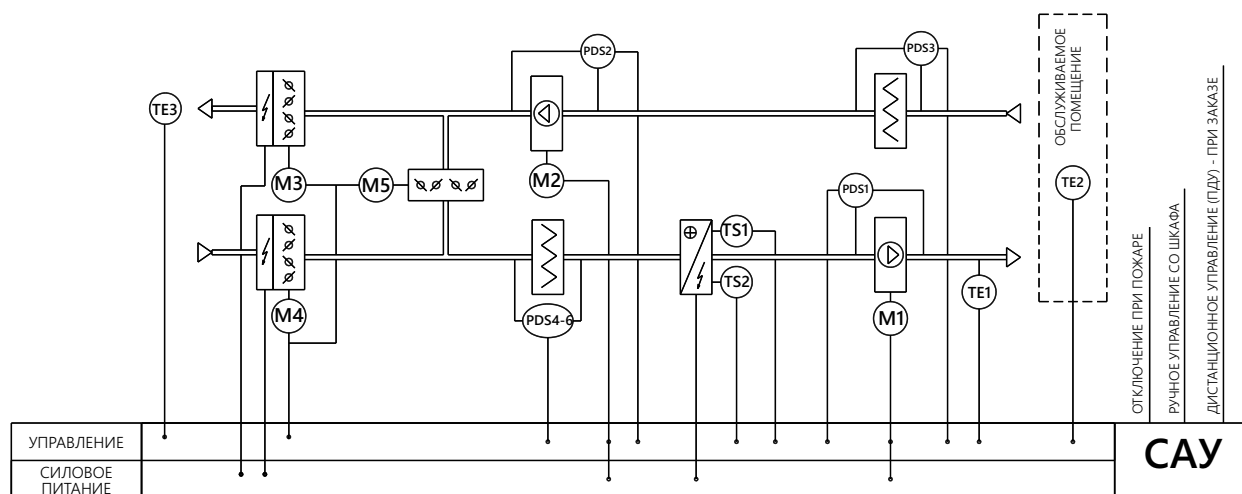 PDS2
PDS3
TE3
ОБСЛУЖИВАЕМОЕ
ПОМЕЩЕНИЕ
M3
M5
M2
TE2
PDS1
TS1
TS2
M4
PDS4-6
M1
TE1
ОТКЛЮЧЕНИЕ ПРИ ПОЖАРЕ
РУЧНОЕ УПРАВЛЕНИЕ СО ШКАФА
ДИСТАНЦИОННОЕ УПРАВЛЕНИЕ (ПДУ) - ПРИ ЗАКАЗЕ
УПРАВЛЕНИЕ
СИЛОВОЕ
ПИТАНИЕ
САУ